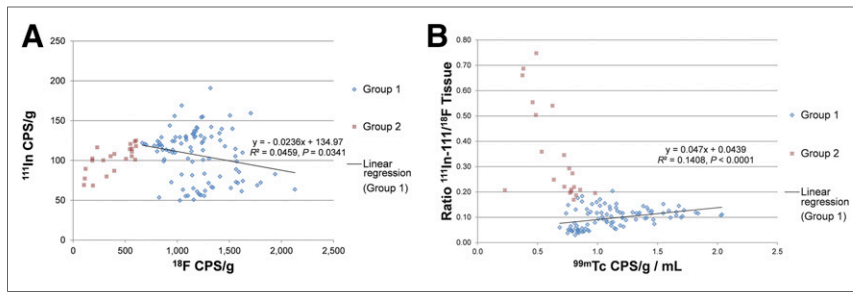 A
250
200
150
100
50
0
0
500
1,000
1,500
2,000
2,500
¹¹¹In CPS/g
¹⁸F CPS/g
y = - 0.0236x + 134.97
R² = 0.0459, P = 0.0341
Group 1
Group 2
Linear
regression
(Group 1)
B
0.80
0.70
0.60
0.50
0.40
0.30
0.20
0.10
0.00
0.0
0.5
1.0
1.5
2.0
2.5
Ratio ¹¹¹In-111/¹⁸F Tissue
⁹⁹ᵐTc CPS/g / mL
y = 0.047x + 0.0439
R² = 0.1408, P < 0.0001
Group 1
Group 2
Linear
regression
(Group 1)